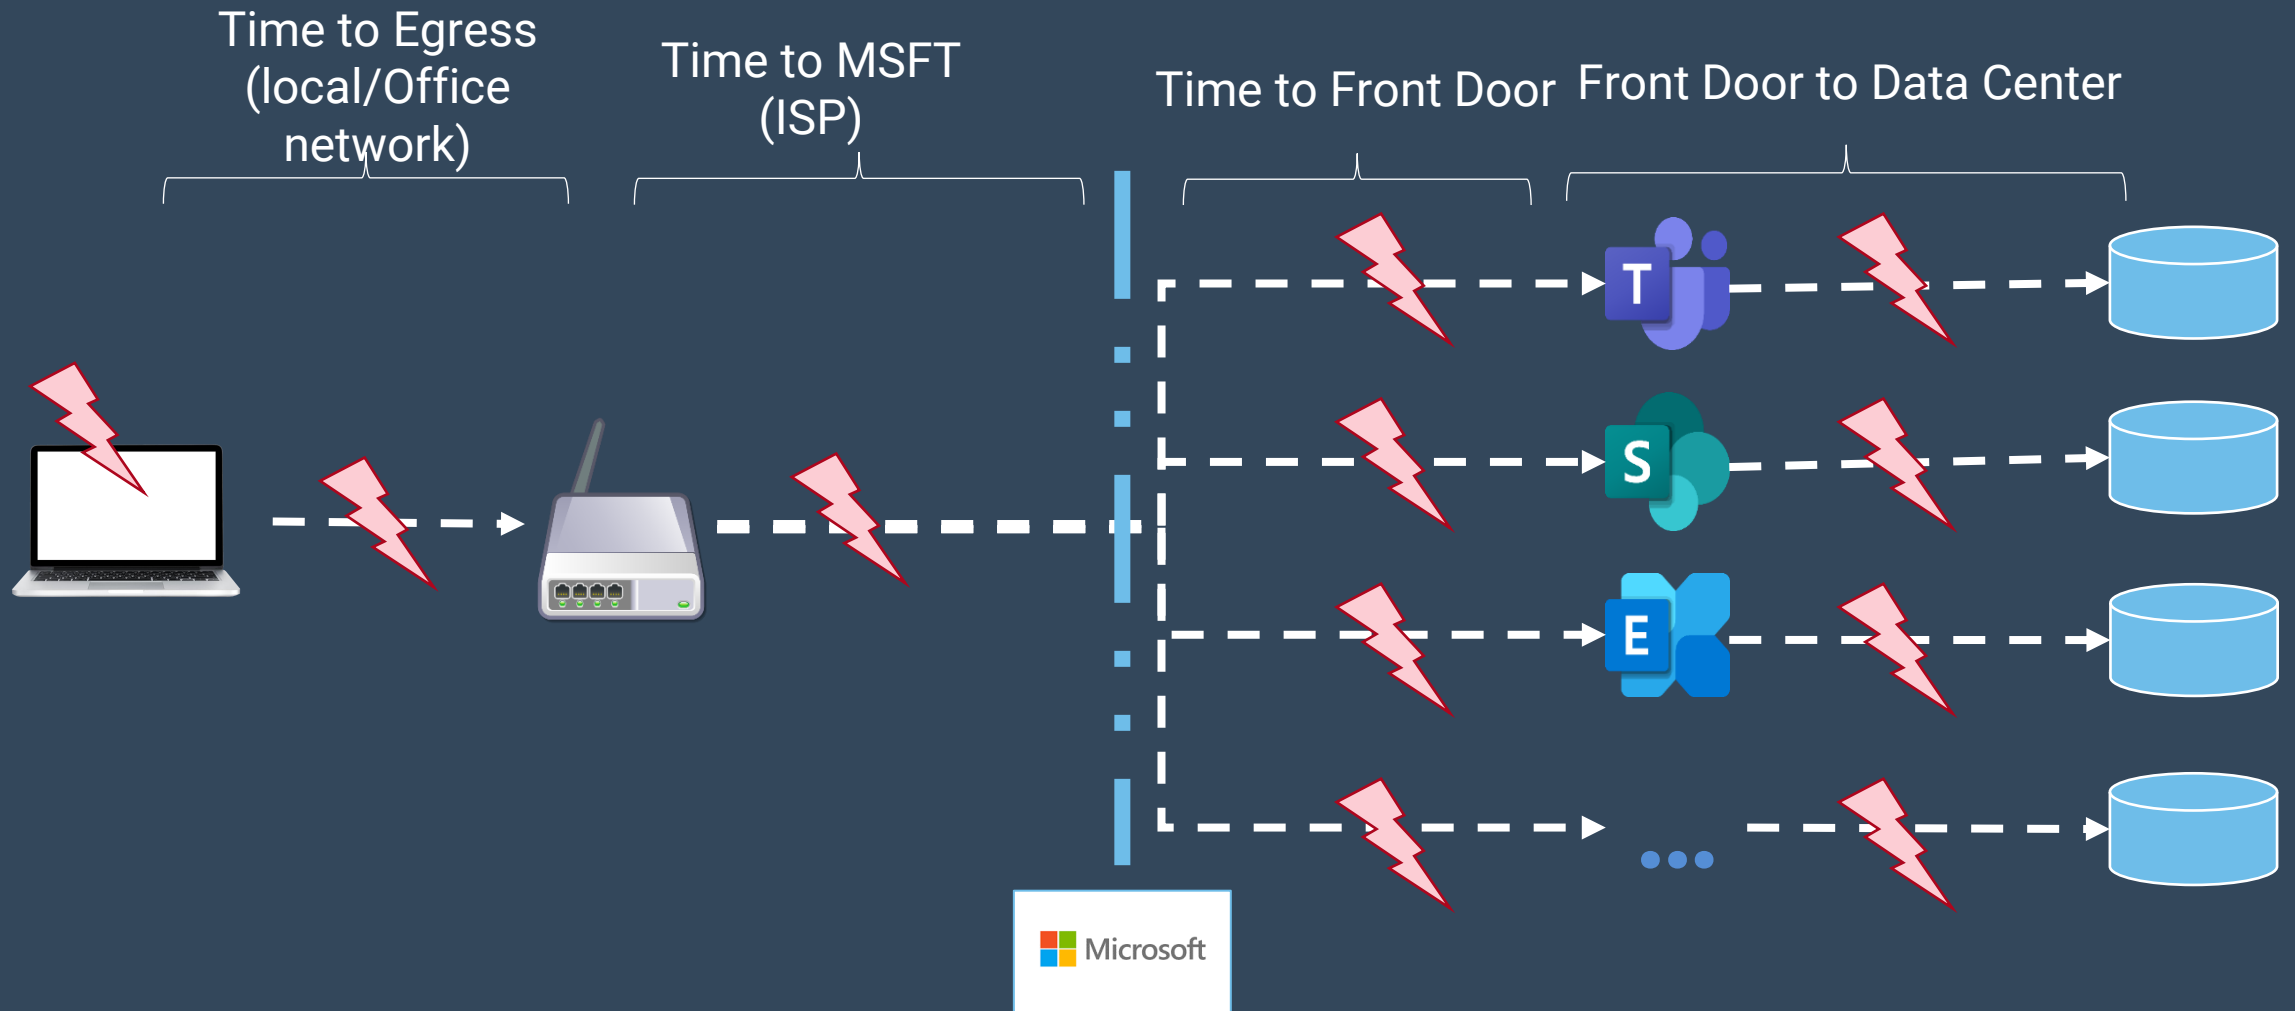 Time to Egress
(local/Office
network)
Time to MSFT
(ISP)
Time to Front Door
Front Door to Data Center
T
S
E
Microsoft